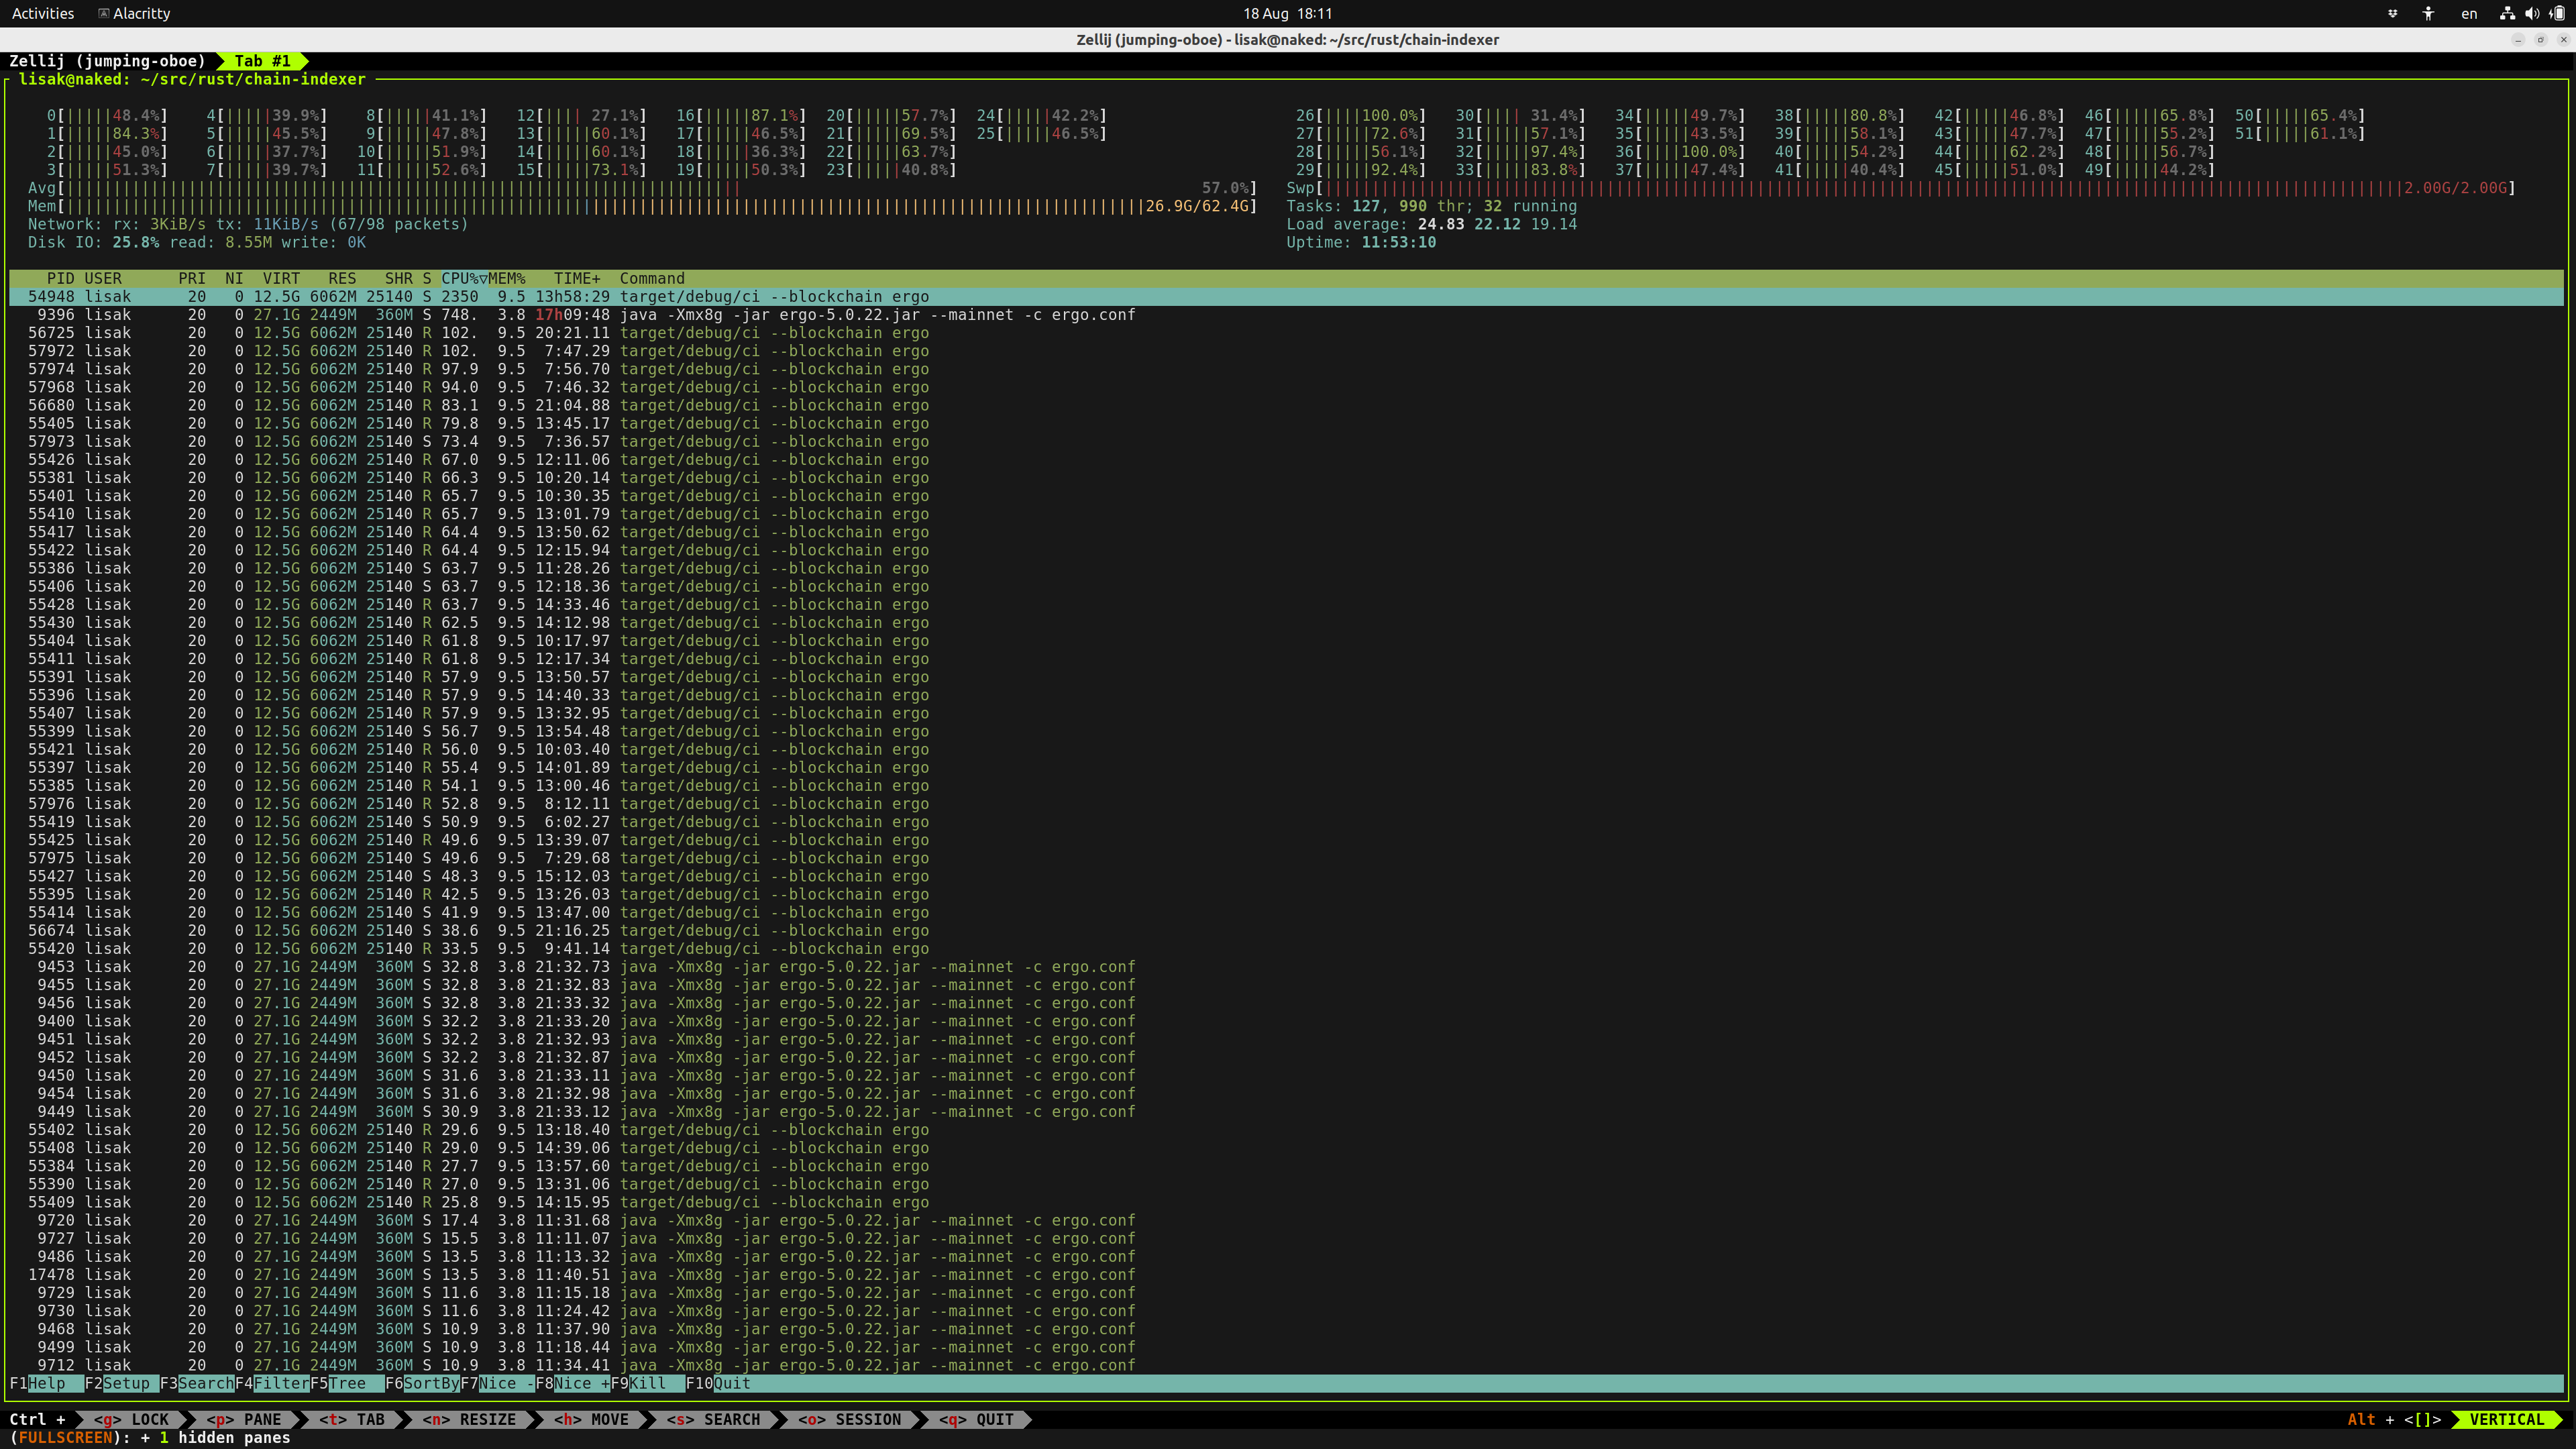 Activities Alacritty 18 Aug 18:11 en
Zellij (jumping-oboe) - lisak@naked: ~/src/rust/chain-indexer
Zellij (jumping-oboe) Tab #1
lisak@naked: ~/src/rust/chain-indexer
0[|||||48.4%] 4[|||||39.9%] 8[|||||41.1%] 12[|||| 27.1%] 16[|||||87.1%] 20[|||||57.7%] 24[|||||42.2%] 26[||||100.0%] 30[|||| 31.4%] 34[|||||49.7%] 38[|||||80.8%] 42[|||||46.8%] 46[|||||65.8%] 50[|||||65.4%]
1[|||||84.3%] 5[|||||45.5%] 9[|||||47.8%] 13[|||||60.1%] 17[|||||46.5%] 21[|||||69.5%] 25[|||||46.5%] 27[|||||72.6%] 31[|||||57.1%] 35[|||||43.5%] 39[|||||58.1%] 43[|||||47.7%] 47[|||||55.2%] 51[|||||61.1%]
2[|||||45.0%] 6[|||||37.7%] 10[|||||51.9%] 14[|||||60.1%] 18[|||||36.3%] 22[|||||63.7%] 28[|||||56.1%] 32[|||||97.4%] 36[||||100.0%] 40[|||||54.2%] 44[|||||62.2%] 48[|||||56.7%]
3[|||||51.3%] 7[|||||39.7%] 11[|||||52.6%] 15[|||||73.1%] 19[|||||50.3%] 23[|||||40.8%] 29[|||||92.4%] 33[|||||83.8%] 37[|||||47.4%] 41[|||||40.4%] 45[|||||51.0%] 49[|||||44.2%]
Avg[57.0%] Swp[2.00G/2.00G]
Mem[26.9G/62.4G] Tasks: 127, 990 thr; 32 running
Network: rx: 3KiB/s tx: 11KiB/s (67/98 packets) Load average: 24.83 22.12 19.14
Disk IO: 25.8% read: 8.55M write: 0K Uptime: 11:53:10
PID USER PRI NI VIRT RES SHR S CPU%▽MEM% TIME+ Command
54948 lisak 20 0 12.5G 6062M 25140 S 2350 9.5 13h58:29 target/debug/ci --blockchain ergo
9396 lisak 20 0 27.1G 2449M 360M S 748. 3.8 17h09:48 java -Xmx8g -jar ergo-5.0.22.jar --mainnet -c ergo.conf
56725 lisak 20 0 12.5G 6062M 25140 R 102. 9.5 20:21.11 target/debug/ci --blockchain ergo
57972 lisak 20 0 12.5G 6062M 25140 R 102. 9.5 7:47.29 target/debug/ci --blockchain ergo
57974 lisak 20 0 12.5G 6062M 25140 R 97.9 9.5 7:56.70 target/debug/ci --blockchain ergo
57968 lisak 20 0 12.5G 6062M 25140 R 94.0 9.5 7:46.32 target/debug/ci --blockchain ergo
56680 lisak 20 0 12.5G 6062M 25140 R 83.1 9.5 21:04.88 target/debug/ci --blockchain ergo
55405 lisak 20 0 12.5G 6062M 25140 R 79.8 9.5 13:45.17 target/debug/ci --blockchain ergo
57973 lisak 20 0 12.5G 6062M 25140 S 73.4 9.5 7:36.57 target/debug/ci --blockchain ergo
55426 lisak 20 0 12.5G 6062M 25140 R 67.0 9.5 12:11.06 target/debug/ci --blockchain ergo
55381 lisak 20 0 12.5G 6062M 25140 R 66.3 9.5 10:20.14 target/debug/ci --blockchain ergo
55401 lisak 20 0 12.5G 6062M 25140 R 65.7 9.5 10:30.35 target/debug/ci --blockchain ergo
55410 lisak 20 0 12.5G 6062M 25140 R 65.7 9.5 13:01.79 target/debug/ci --blockchain ergo
55417 lisak 20 0 12.5G 6062M 25140 R 64.4 9.5 13:50.62 target/debug/ci --blockchain ergo
55422 lisak 20 0 12.5G 6062M 25140 R 64.4 9.5 12:15.94 target/debug/ci --blockchain ergo
55386 lisak 20 0 12.5G 6062M 25140 S 63.7 9.5 11:28.26 target/debug/ci --blockchain ergo
55406 lisak 20 0 12.5G 6062M 25140 S 63.7 9.5 12:18.36 target/debug/ci --blockchain ergo
55428 lisak 20 0 12.5G 6062M 25140 R 63.7 9.5 14:33.46 target/debug/ci --blockchain ergo
55430 lisak 20 0 12.5G 6062M 25140 R 62.5 9.5 14:12.98 target/debug/ci --blockchain ergo
55404 lisak 20 0 12.5G 6062M 25140 R 61.8 9.5 10:17.97 target/debug/ci --blockchain ergo
55411 lisak 20 0 12.5G 6062M 25140 R 61.8 9.5 12:17.34 target/debug/ci --blockchain ergo
55391 lisak 20 0 12.5G 6062M 25140 R 57.9 9.5 13:50.57 target/debug/ci --blockchain ergo
55396 lisak 20 0 12.5G 6062M 25140 R 57.9 9.5 14:40.33 target/debug/ci --blockchain ergo
55407 lisak 20 0 12.5G 6062M 25140 R 57.9 9.5 13:32.95 target/debug/ci --blockchain ergo
55399 lisak 20 0 12.5G 6062M 25140 S 56.7 9.5 13:54.48 target/debug/ci --blockchain ergo
55421 lisak 20 0 12.5G 6062M 25140 R 56.0 9.5 10:03.40 target/debug/ci --blockchain ergo
55397 lisak 20 0 12.5G 6062M 25140 R 55.4 9.5 14:01.89 target/debug/ci --blockchain ergo
55385 lisak 20 0 12.5G 6062M 25140 R 54.1 9.5 13:00.46 target/debug/ci --blockchain ergo
57976 lisak 20 0 12.5G 6062M 25140 R 52.8 9.5 8:12.11 target/debug/ci --blockchain ergo
55419 lisak 20 0 12.5G 6062M 25140 S 50.9 9.5 6:02.27 target/debug/ci --blockchain ergo
55425 lisak 20 0 12.5G 6062M 25140 R 49.6 9.5 13:39.07 target/debug/ci --blockchain ergo
57975 lisak 20 0 12.5G 6062M 25140 S 49.6 9.5 7:29.68 target/debug/ci --blockchain ergo
55427 lisak 20 0 12.5G 6062M 25140 S 48.3 9.5 15:12.03 target/debug/ci --blockchain ergo
55395 lisak 20 0 12.5G 6062M 25140 R 42.5 9.5 13:26.03 target/debug/ci --blockchain ergo
55414 lisak 20 0 12.5G 6062M 25140 S 41.9 9.5 13:47.00 target/debug/ci --blockchain ergo
56674 lisak 20 0 12.5G 6062M 25140 S 38.6 9.5 21:16.25 target/debug/ci --blockchain ergo
55420 lisak 20 0 12.5G 6062M 25140 R 33.5 9.5 9:41.14 target/debug/ci --blockchain ergo
9453 lisak 20 0 27.1G 2449M 360M S 32.8 3.8 21:32.73 java -Xmx8g -jar ergo-5.0.22.jar --mainnet -c ergo.conf
9455 lisak 20 0 27.1G 2449M 360M S 32.8 3.8 21:32.83 java -Xmx8g -jar ergo-5.0.22.jar --mainnet -c ergo.conf
9456 lisak 20 0 27.1G 2449M 360M S 32.8 3.8 21:33.32 java -Xmx8g -jar ergo-5.0.22.jar --mainnet -c ergo.conf
9400 lisak 20 0 27.1G 2449M 360M S 32.2 3.8 21:33.20 java -Xmx8g -jar ergo-5.0.22.jar --mainnet -c ergo.conf
9451 lisak 20 0 27.1G 2449M 360M S 32.2 3.8 21:32.93 java -Xmx8g -jar ergo-5.0.22.jar --mainnet -c ergo.conf
9452 lisak 20 0 27.1G 2449M 360M S 32.2 3.8 21:32.87 java -Xmx8g -jar ergo-5.0.22.jar --mainnet -c ergo.conf
9450 lisak 20 0 27.1G 2449M 360M S 31.6 3.8 21:33.11 java -Xmx8g -jar ergo-5.0.22.jar --mainnet -c ergo.conf
9454 lisak 20 0 27.1G 2449M 360M S 31.6 3.8 21:32.98 java -Xmx8g -jar ergo-5.0.22.jar --mainnet -c ergo.conf
9449 lisak 20 0 27.1G 2449M 360M S 30.9 3.8 21:33.12 java -Xmx8g -jar ergo-5.0.22.jar --mainnet -c ergo.conf
55402 lisak 20 0 12.5G 6062M 25140 R 29.6 9.5 13:18.40 target/debug/ci --blockchain ergo
55408 lisak 20 0 12.5G 6062M 25140 R 29.0 9.5 14:39.06 target/debug/ci --blockchain ergo
55384 lisak 20 0 12.5G 6062M 25140 R 27.7 9.5 13:57.60 target/debug/ci --blockchain ergo
55390 lisak 20 0 12.5G 6062M 25140 R 27.0 9.5 13:31.06 target/debug/ci --blockchain ergo
55409 lisak 20 0 12.5G 6062M 25140 R 25.8 9.5 14:15.95 target/debug/ci --blockchain ergo
9720 lisak 20 0 27.1G 2449M 360M S 17.4 3.8 11:31.68 java -Xmx8g -jar ergo-5.0.22.jar --mainnet -c ergo.conf
9727 lisak 20 0 27.1G 2449M 360M S 15.5 3.8 11:11.07 java -Xmx8g -jar ergo-5.0.22.jar --mainnet -c ergo.conf
9486 lisak 20 0 27.1G 2449M 360M S 13.5 3.8 11:13.32 java -Xmx8g -jar ergo-5.0.22.jar --mainnet -c ergo.conf
17478 lisak 20 0 27.1G 2449M 360M S 13.5 3.8 11:40.51 java -Xmx8g -jar ergo-5.0.22.jar --mainnet -c ergo.conf
9729 lisak 20 0 27.1G 2449M 360M S 11.6 3.8 11:15.18 java -Xmx8g -jar ergo-5.0.22.jar --mainnet -c ergo.conf
9730 lisak 20 0 27.1G 2449M 360M S 11.6 3.8 11:24.42 java -Xmx8g -jar ergo-5.0.22.jar --mainnet -c ergo.conf
9468 lisak 20 0 27.1G 2449M 360M S 10.9 3.8 11:37.90 java -Xmx8g -jar ergo-5.0.22.jar --mainnet -c ergo.conf
9499 lisak 20 0 27.1G 2449M 360M S 10.9 3.8 11:18.44 java -Xmx8g -jar ergo-5.0.22.jar --mainnet -c ergo.conf
9712 lisak 20 0 27.1G 2449M 360M S 10.9 3.8 11:34.41 java -Xmx8g -jar ergo-5.0.22.jar --mainnet -c ergo.conf
F1Help F2Setup F3SearchF4FilterF5Tree F6SortByF7Nice -F8Nice +F9Kill F10Quit
Ctrl + <g> LOCK <p> PANE <t> TAB <n> RESIZE <h> MOVE <s> SEARCH <o> SESSION <q> QUIT Alt + <[]> VERTICAL
(FULLSCREEN): + 1 hidden panes